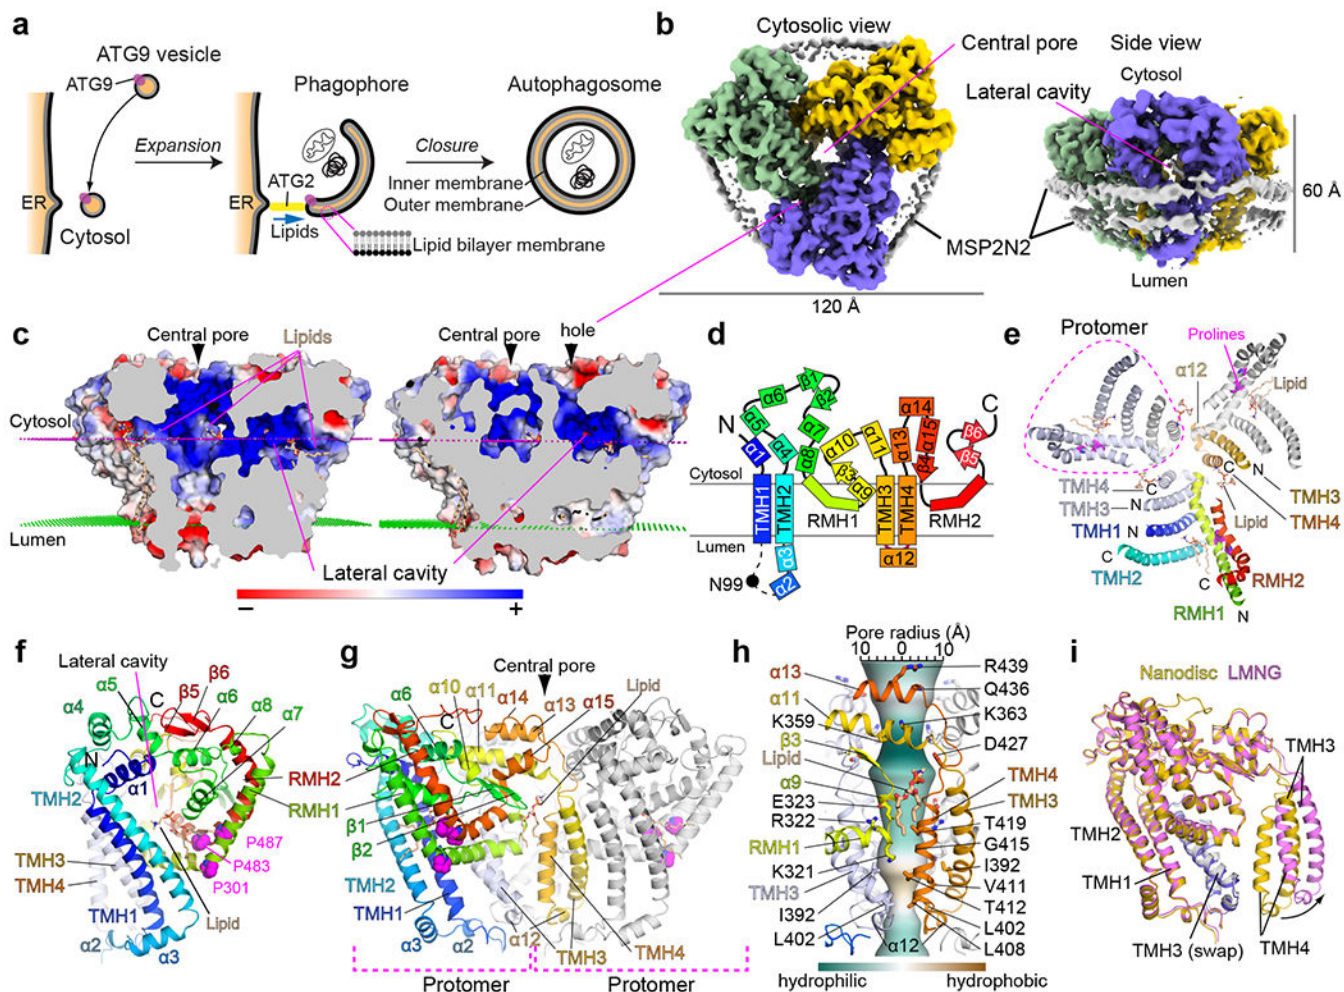 a
ATG9 vesicle
ATG9
ER
Cytosol
Expansion
Phagophore
ER
ATG2
Lipids
Closure
Autophagosome
Inner membrane
Outer membrane
Lipid bilayer membrane
b
Cytosolic view
Central pore
Side view
Cytosol
Lateral cavity
MSP2N2
60 Å
Lumen
120 Å
c
Central pore
Lipids
Central pore
hole
Cytosol
Lumen
Lateral cavity
−
+
d
N
α1
α5
α6
β1
β2
α4
α7
α8
α10
α11
β3
α9
α13
α14
α15
β4
C
β6
β5
Cytosol
TMH1
TMH2
RMH1
TMH3
TMH4
RMH2
Lumen
α3
N99
α2
α12
e
Protomer
Prolines
α12
Lipid
TMH4
C
TMH3
N
C
N
TMH3
TMH1
N
Lipid
TMH4
C
TMH2
C
RMH2
RMH1
N
f
Lateral cavity
α5
C
β5
β6
α6
α8
α7
α4
N
α1
TMH2
P487
P483
P301
TMH3
TMH4
TMH1
Lipid
α2
α3
g
Central pore
α6
α10
α11
α14
α13
α15
Lipid
C
RMH2
RMH1
β1
β2
TMH2
TMH1
α3
α2
α12
TMH3
TMH4
Protomer
Protomer
h
Pore radius (Å)
10
0
10
α13
R439
α11
Q436
K359
K363
β3
D427
Lipid
TMH4
α9
TMH3
E323
T419
R322
G415
RMH1
I392
K321
V411
TMH3
T412
I392
L402
L402
L408
α12
hydrophilic
hydrophobic
i
Nanodisc
LMNG
TMH3
TMH2
TMH1
TMH3 (swap)
TMH4